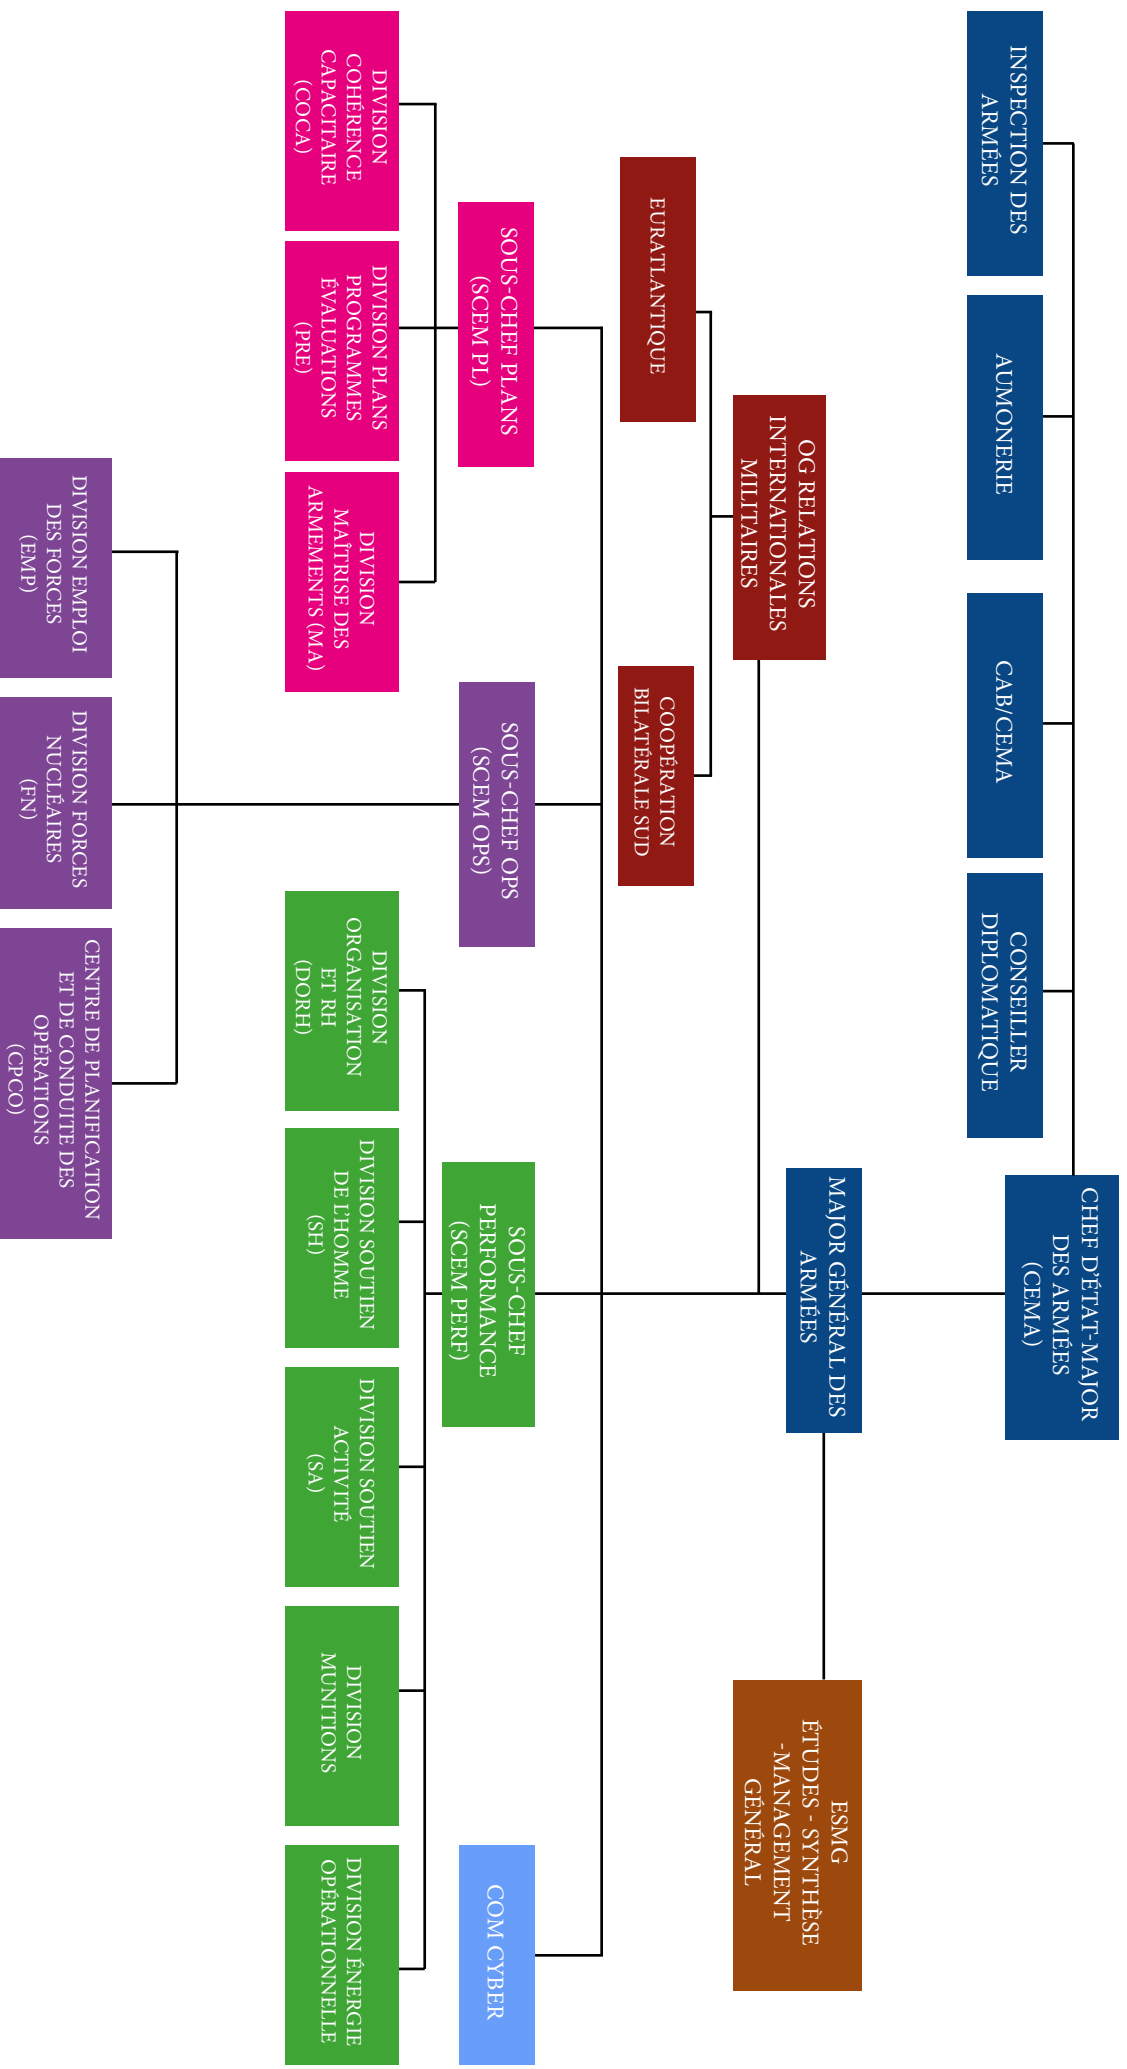 CHEF D'ÉTAT-MAJOR
DES ARMÉES
(CEMA)
INSPECTION DES
ARMÉES
AUMONERIE
CAB/CEMA
CONSEILLER
DIPLOMATIQUE
MAJOR GÉNÉRAL DES
ARMÉES
ESMG
ÉTUDES - SYNTHÈSE
-MANAGEMENT
GÉNÉRAL
OG RELATIONS
INTERNATIONALES
MILITAIRES
EURATLANTIQUE
COOPÉRATION
BILATÉRALE SUD
SOUS-CHEF PLANS
(SCEM PL)
SOUS-CHEF OPS
(SCEM OPS)
SOUS-CHEF
PERFORMANCE
(SCEM PERF)
COM CYBER
DIVISION
COHÉRENCE
CAPACITAIRE
(COCA)
DIVISION PLANS
PROGRAMMES
ÉVALUATIONS
(PRE)
DIVISION
MAÎTRISE DES
ARMEMENTS (MA)
DIVISION
ORGANISATION
ET RH
(DORH)
DIVISION SOUTIEN
DE L'HOMME
(SH)
DIVISION SOUTIEN
ACTIVITÉ
(SA)
DIVISION
MUNITIONS
DIVISION ÉNERGIE
OPÉRATIONNELLE
DIVISION EMPLOI
DES FORCES
(EMP)
DIVISION FORCES
NUCLÉAIRES
(FN)
CENTRE DE PLANIFICATION
ET DE CONDUITE DES
OPÉRATIONS
(CPCO)